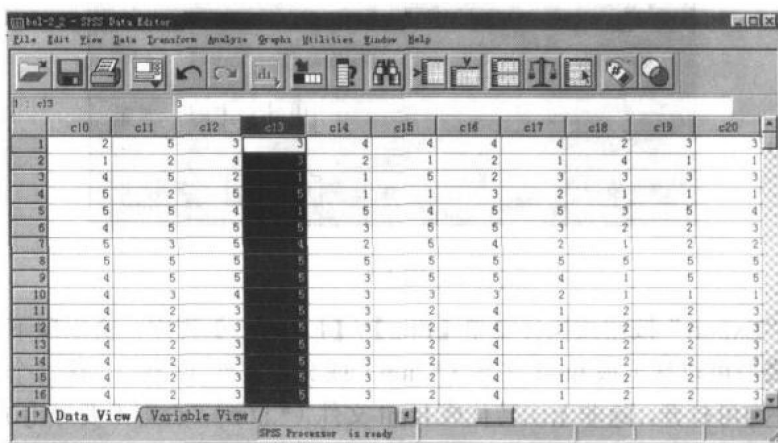 bel-2_2 - SPSS Data Editor
File Edit View Data Transform Analyze Graphs Utilities Window Help
1 : c13 3
c10 c11 c12 c13 c14 c15 c16 c17 c18 c19 c20
1 2 5 3 3 4 4 4 4 2 3 3
2 1 2 4 3 2 1 2 1 4 1 1
3 4 5 2 1 1 5 2 3 3 3 3
4 5 2 5 5 1 1 3 2 1 1 1
5 5 5 4 1 5 4 5 5 3 5 4
6 4 5 5 5 3 5 5 3 2 2 3
7 5 3 5 4 2 5 4 2 1 2 2
8 5 5 5 5 5 5 5 5 5 5 5
9 4 5 5 5 3 5 5 4 1 5 5
10 4 3 4 5 3 3 3 2 1 1 1
11 4 2 3 5 3 2 4 1 2 2 3
12 4 2 3 5 3 2 4 1 2 2 3
13 4 2 3 5 3 2 4 1 2 2 3
14 4 2 3 5 3 2 4 1 2 2 3
15 4 2 3 5 3 2 4 1 2 2 3
16 4 2 3 5 3 2 4 1 2 2 3
Data View Variable View
SPSS Processor is ready